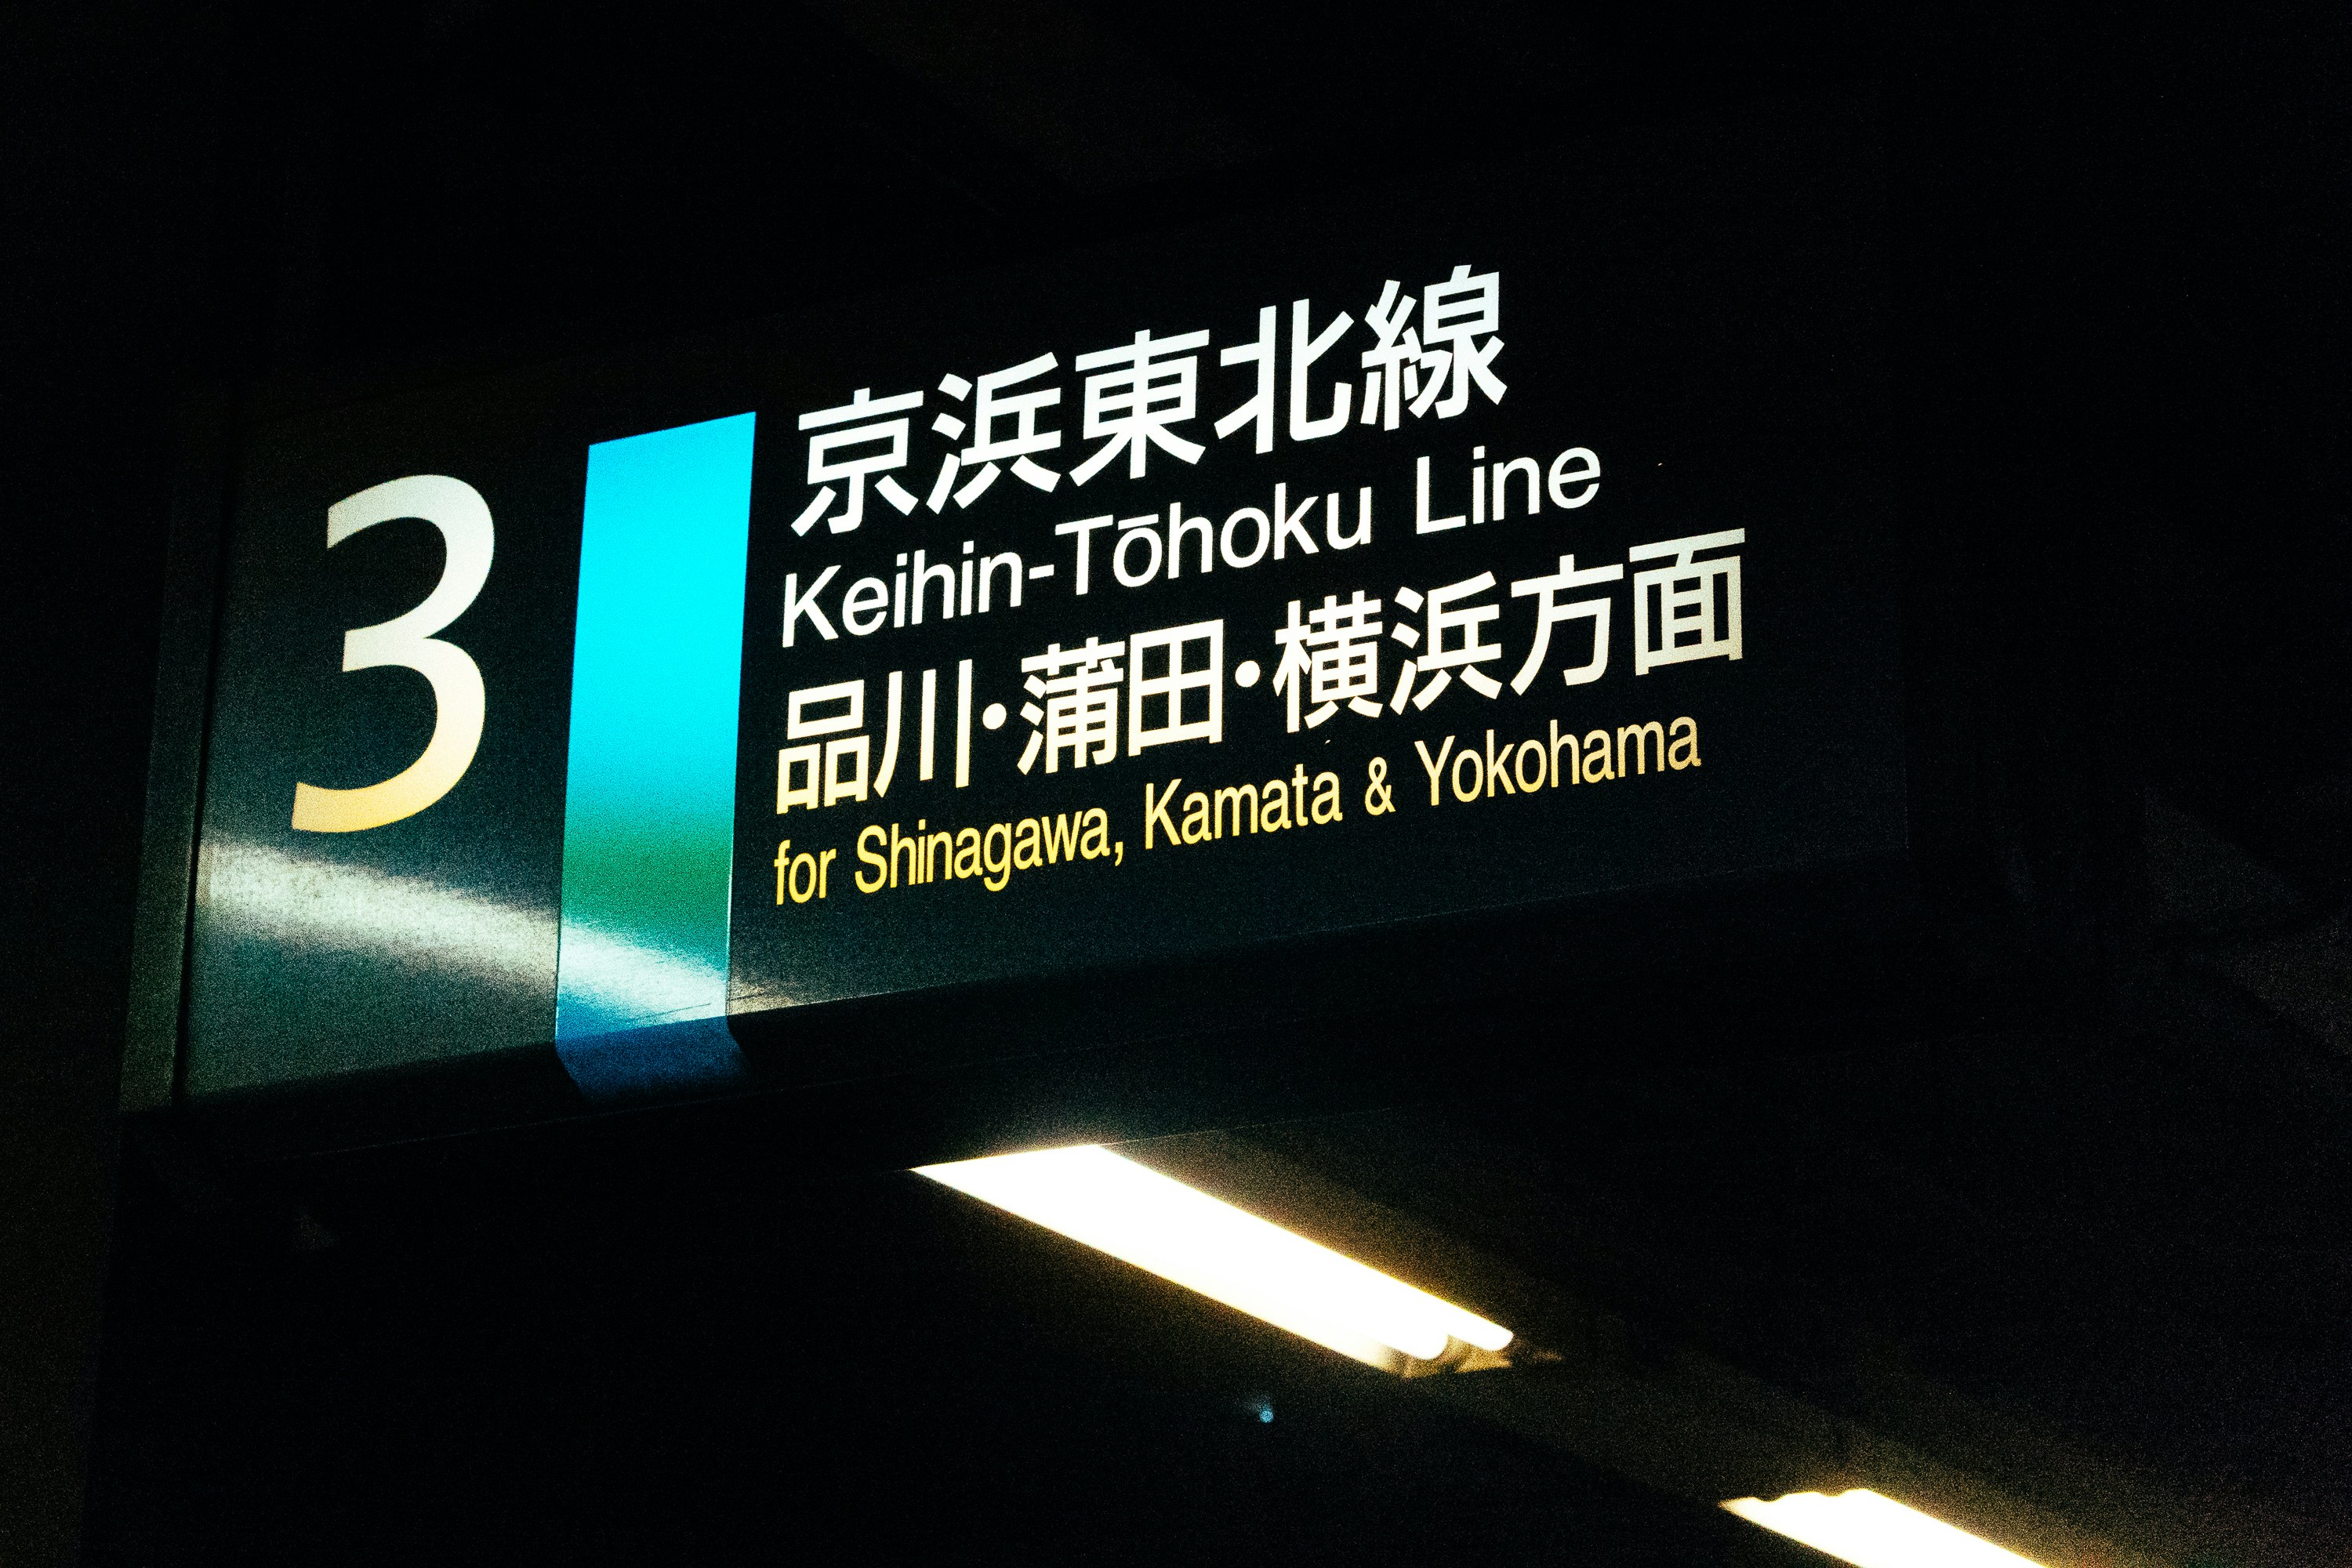 3
京浜東北線
Keihin-Tōhoku Line
品川・蒲田・横浜方面
for Shinagawa, Kamata & Yokohama